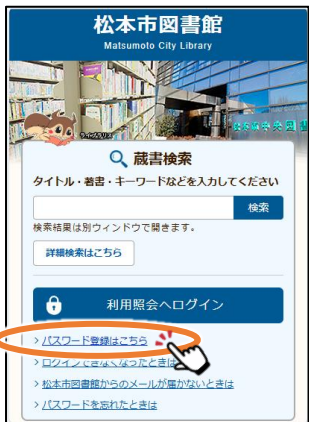 松本市図書館
Matsumoto City Library
蔵書検索
タイトル・著書・キーワードなどを入力してください
検索
検索結果は別ウィンドウで開きます。
詳細検索はこちら
利用照会へログイン
> パスワード登録はこちら
> ログインできなくなったときは
> 松本市図書館からのメールが届かないときは
> パスワードを忘れたときは